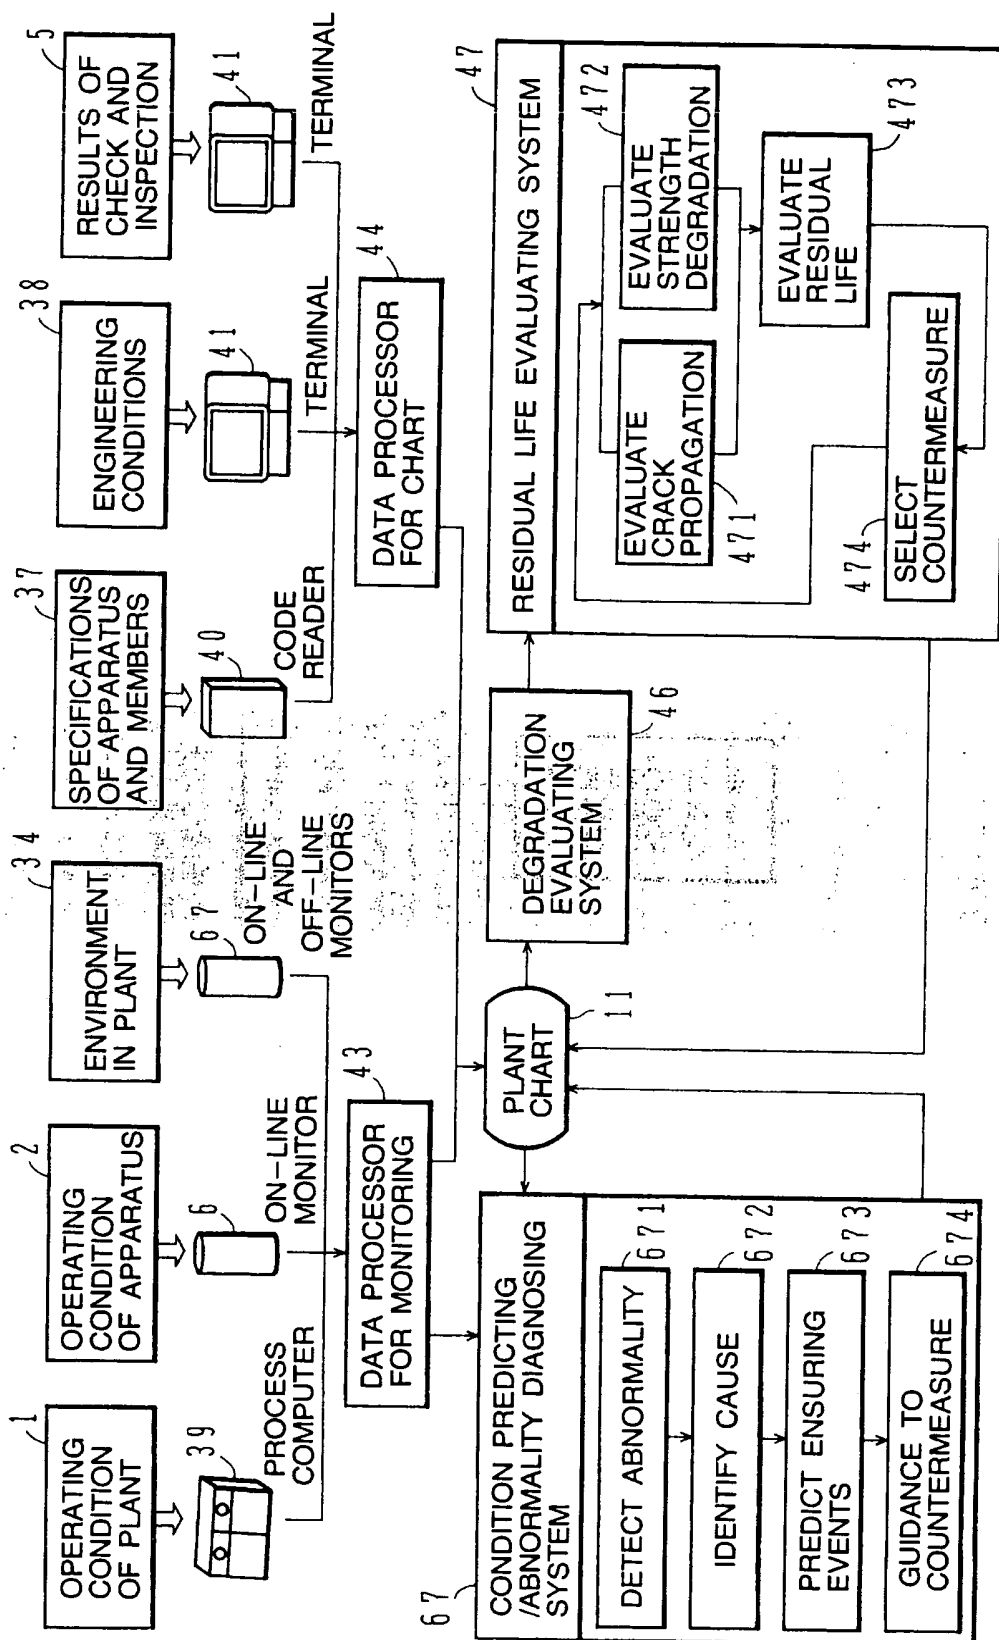 1
OPERATING
CONDITION
OF PLANT
39
PROCESS
COMPUTER
2
OPERATING
CONDITION
OF APPARATUS
6
ON-LINE
MONITOR
34
ENVIRONMENT
IN PLANT
67
ON-LINE
AND
OFF-LINE
MONITORS
37
SPECIFICATIONS
OF APPARATUS
AND MEMBERS
40
CODE
READER
38
ENGINEERING
CONDITIONS
41
TERMINAL
5
RESULTS OF
CHECK AND
INSPECTION
41
TERMINAL
43
DATA PROCESSOR
FOR MONITORING
44
DATA PROCESSOR
FOR CHART
67
CONDITION PREDICTING
/ABNORMALITY DIAGNOSING
SYSTEM
DETECT ABNORMALITY
671
IDENTIFY CAUSE
672
PREDICT ENSURING
EVENTS
673
GUIDANCE TO
COUNTERMEASURE
674
PLANT
CHART
11
DEGRADATION
EVALUATING
SYSTEM
46
47
RESIDUAL LIFE EVALUATING SYSTEM
EVALUATE
CRACK
PROPAGATION
471
EVALUATE
STRENGTH
DEGRADATION
472
EVALUATE
RESIDUAL
LIFE
473
474
SELECT
COUNTERMEASURE